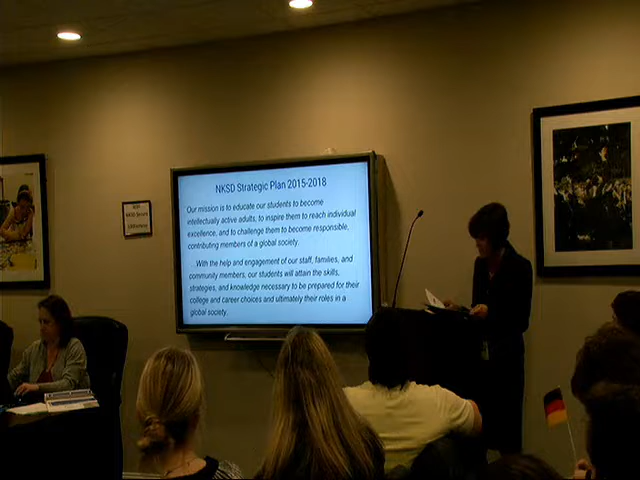 NKSD Strategic Plan 2015-2018
Our mission is to educate our students to become
intellectually active adults, to inspire them to reach individual
excellence, and to challenge them to become responsible,
contributing members of a global society.
With the help and engagement of our staff, families, and
community members, our students will attain the skills,
strategies, and knowledge necessary to be prepared for their
college and career choices and ultimately their roles in a
global society.